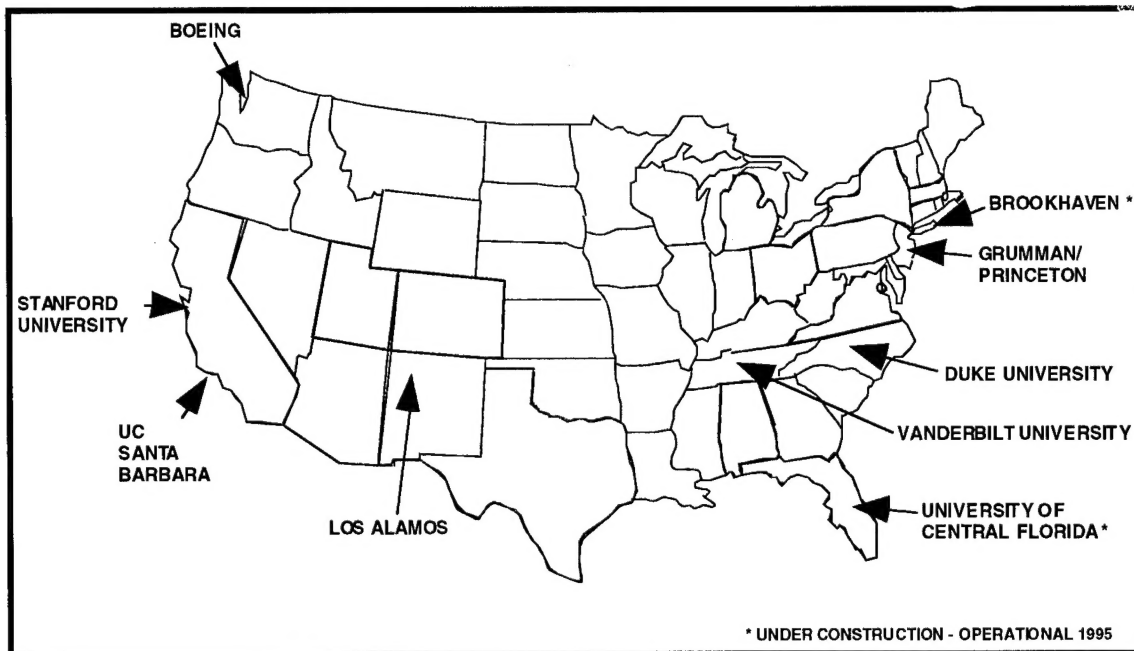 BOEING
BROOKHAVEN *
GRUMMAN/
PRINCETON
STANFORD
UNIVERSITY
DUKE UNIVERSITY
UC
SANTA
BARBARA
VANDERBILT UNIVERSITY
LOS ALAMOS
UNIVERSITY OF
CENTRAL FLORIDA *
* UNDER CONSTRUCTION - OPERATIONAL 1995